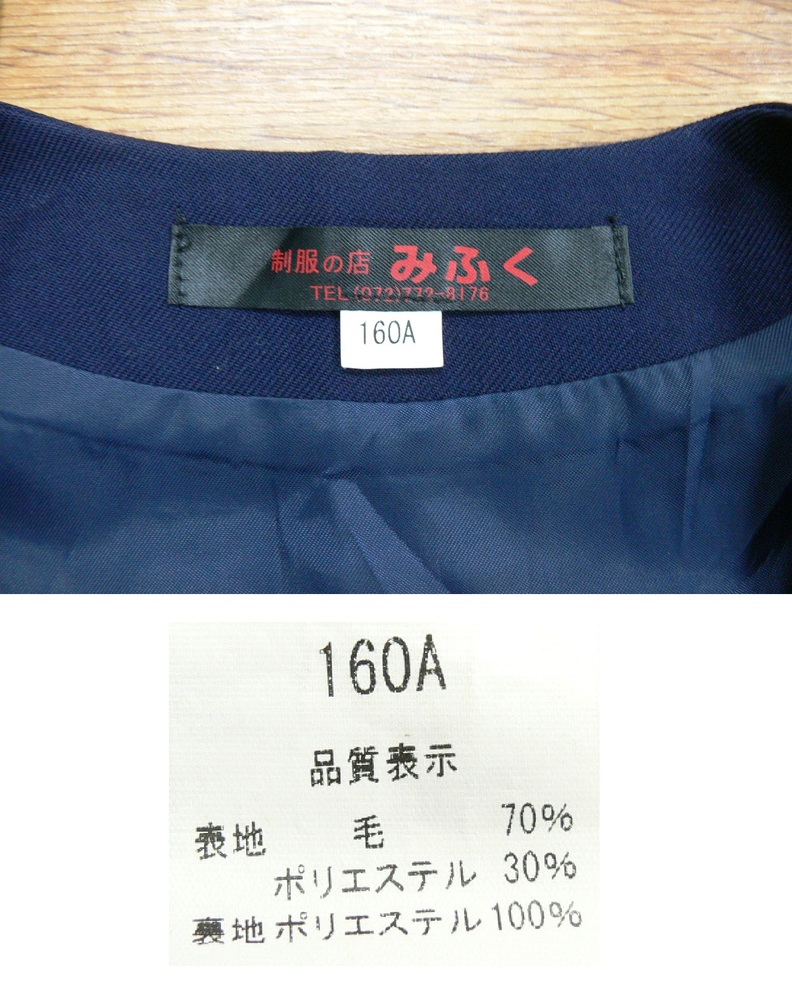 制服の店 みふく
TEL(072)772-8176
160A
160A
品質表示
表地 毛 70%
ポリエステル 30%
裏地 ポリエステル 100%